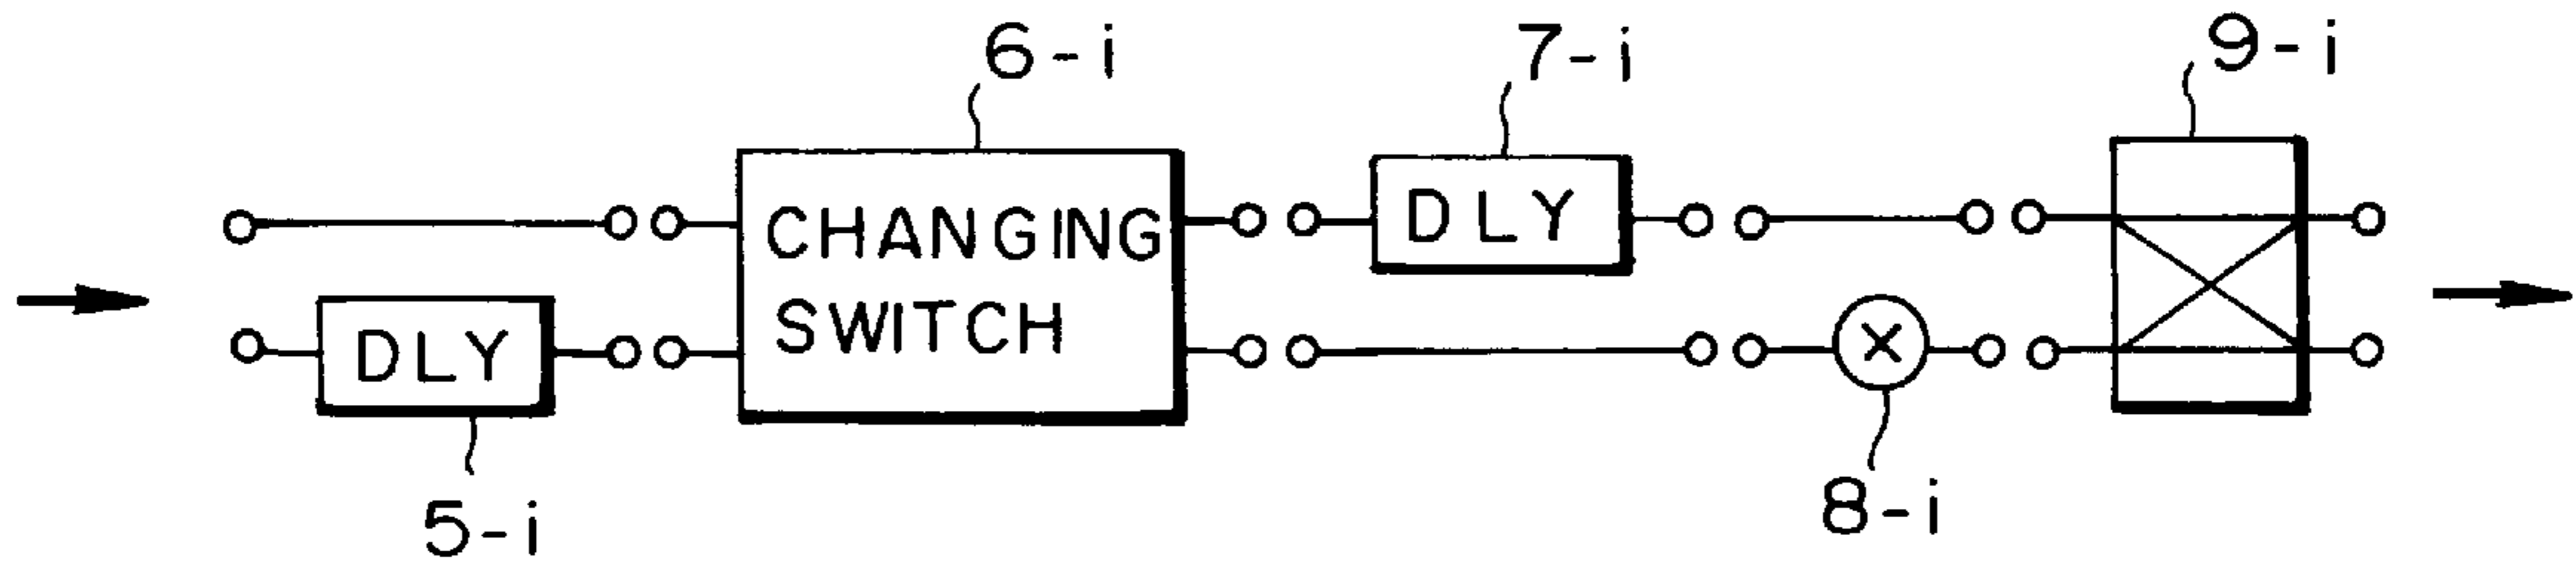 6-i
7-i
9-i
CHANGING
SWITCH
DLY
DLY
×
5-i
8-i